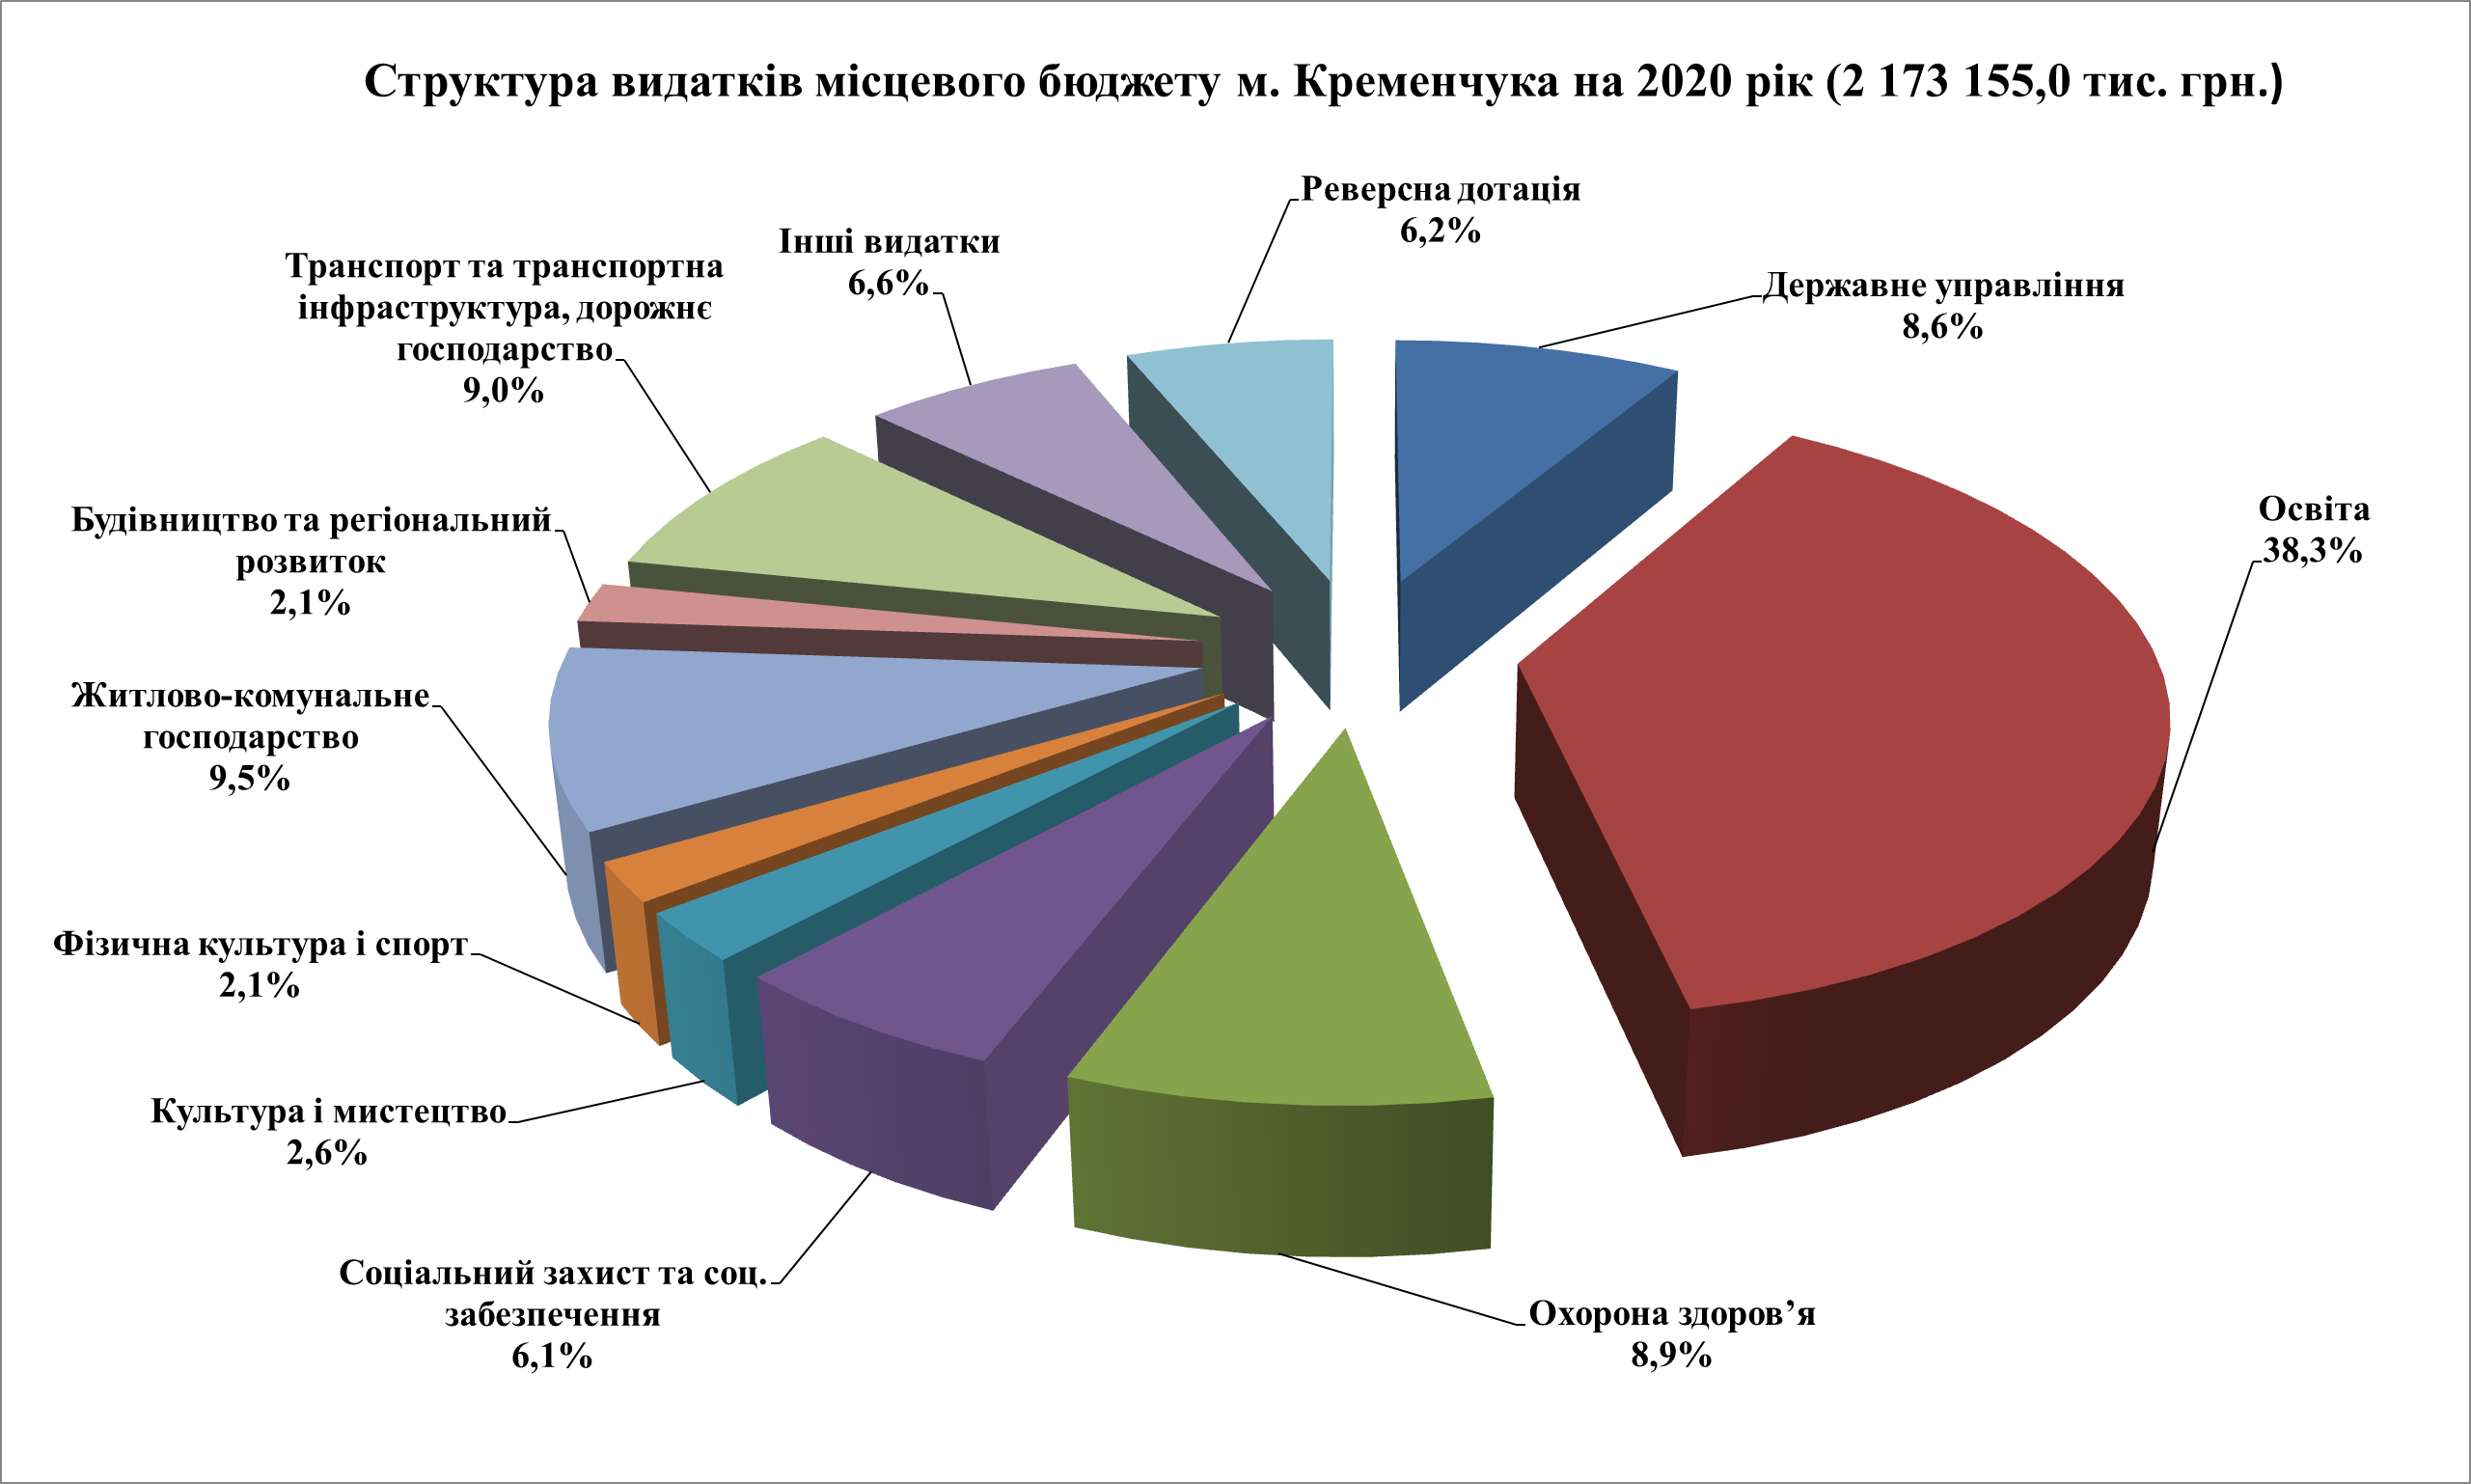 Структура видатків місцевого бюджету м. Кременчука на 2020 рік (2 173 155,0 тис. грн.)
Реверсна дотація
6,2%
Державне управління
8,6%
Освіта
38,3%
Охорона здоров’я
8,9%
Соціальний захист та соц.
забезпечення
6,1%
Культура і мистецтво
2,6%
Фізична культура і спорт
2,1%
Житлово-комунальне
господарство
9,5%
Будівництво та регіональний
розвиток
2,1%
Транспорт та транспортна
інфраструктура, дорожнє
господарство
9,0%
Інші видатки
6,6%